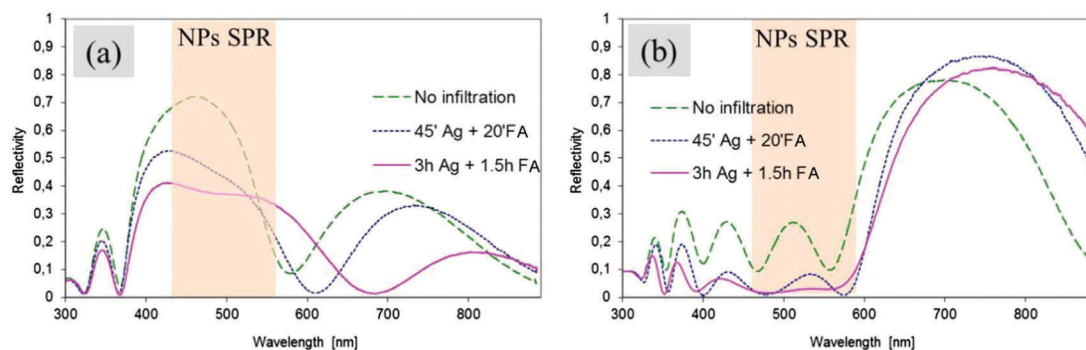 (a)
NPs SPR
No infiltration
45' Ag + 20'FA
3h Ag + 1.5h FA
Reflectivity
1
0,9
0,8
0,7
0,6
0,5
0,4
0,3
0,2
0,1
0
300 400 500 600 700 800
Wavelength [nm]
(b)
NPs SPR
No infiltration
45' Ag + 20'FA
3h Ag + 1.5h FA
Reflectivity
1
0,9
0,8
0,7
0,6
0,5
0,4
0,3
0,2
0,1
0
300 400 500 600 700 800
Wavelength [nm]